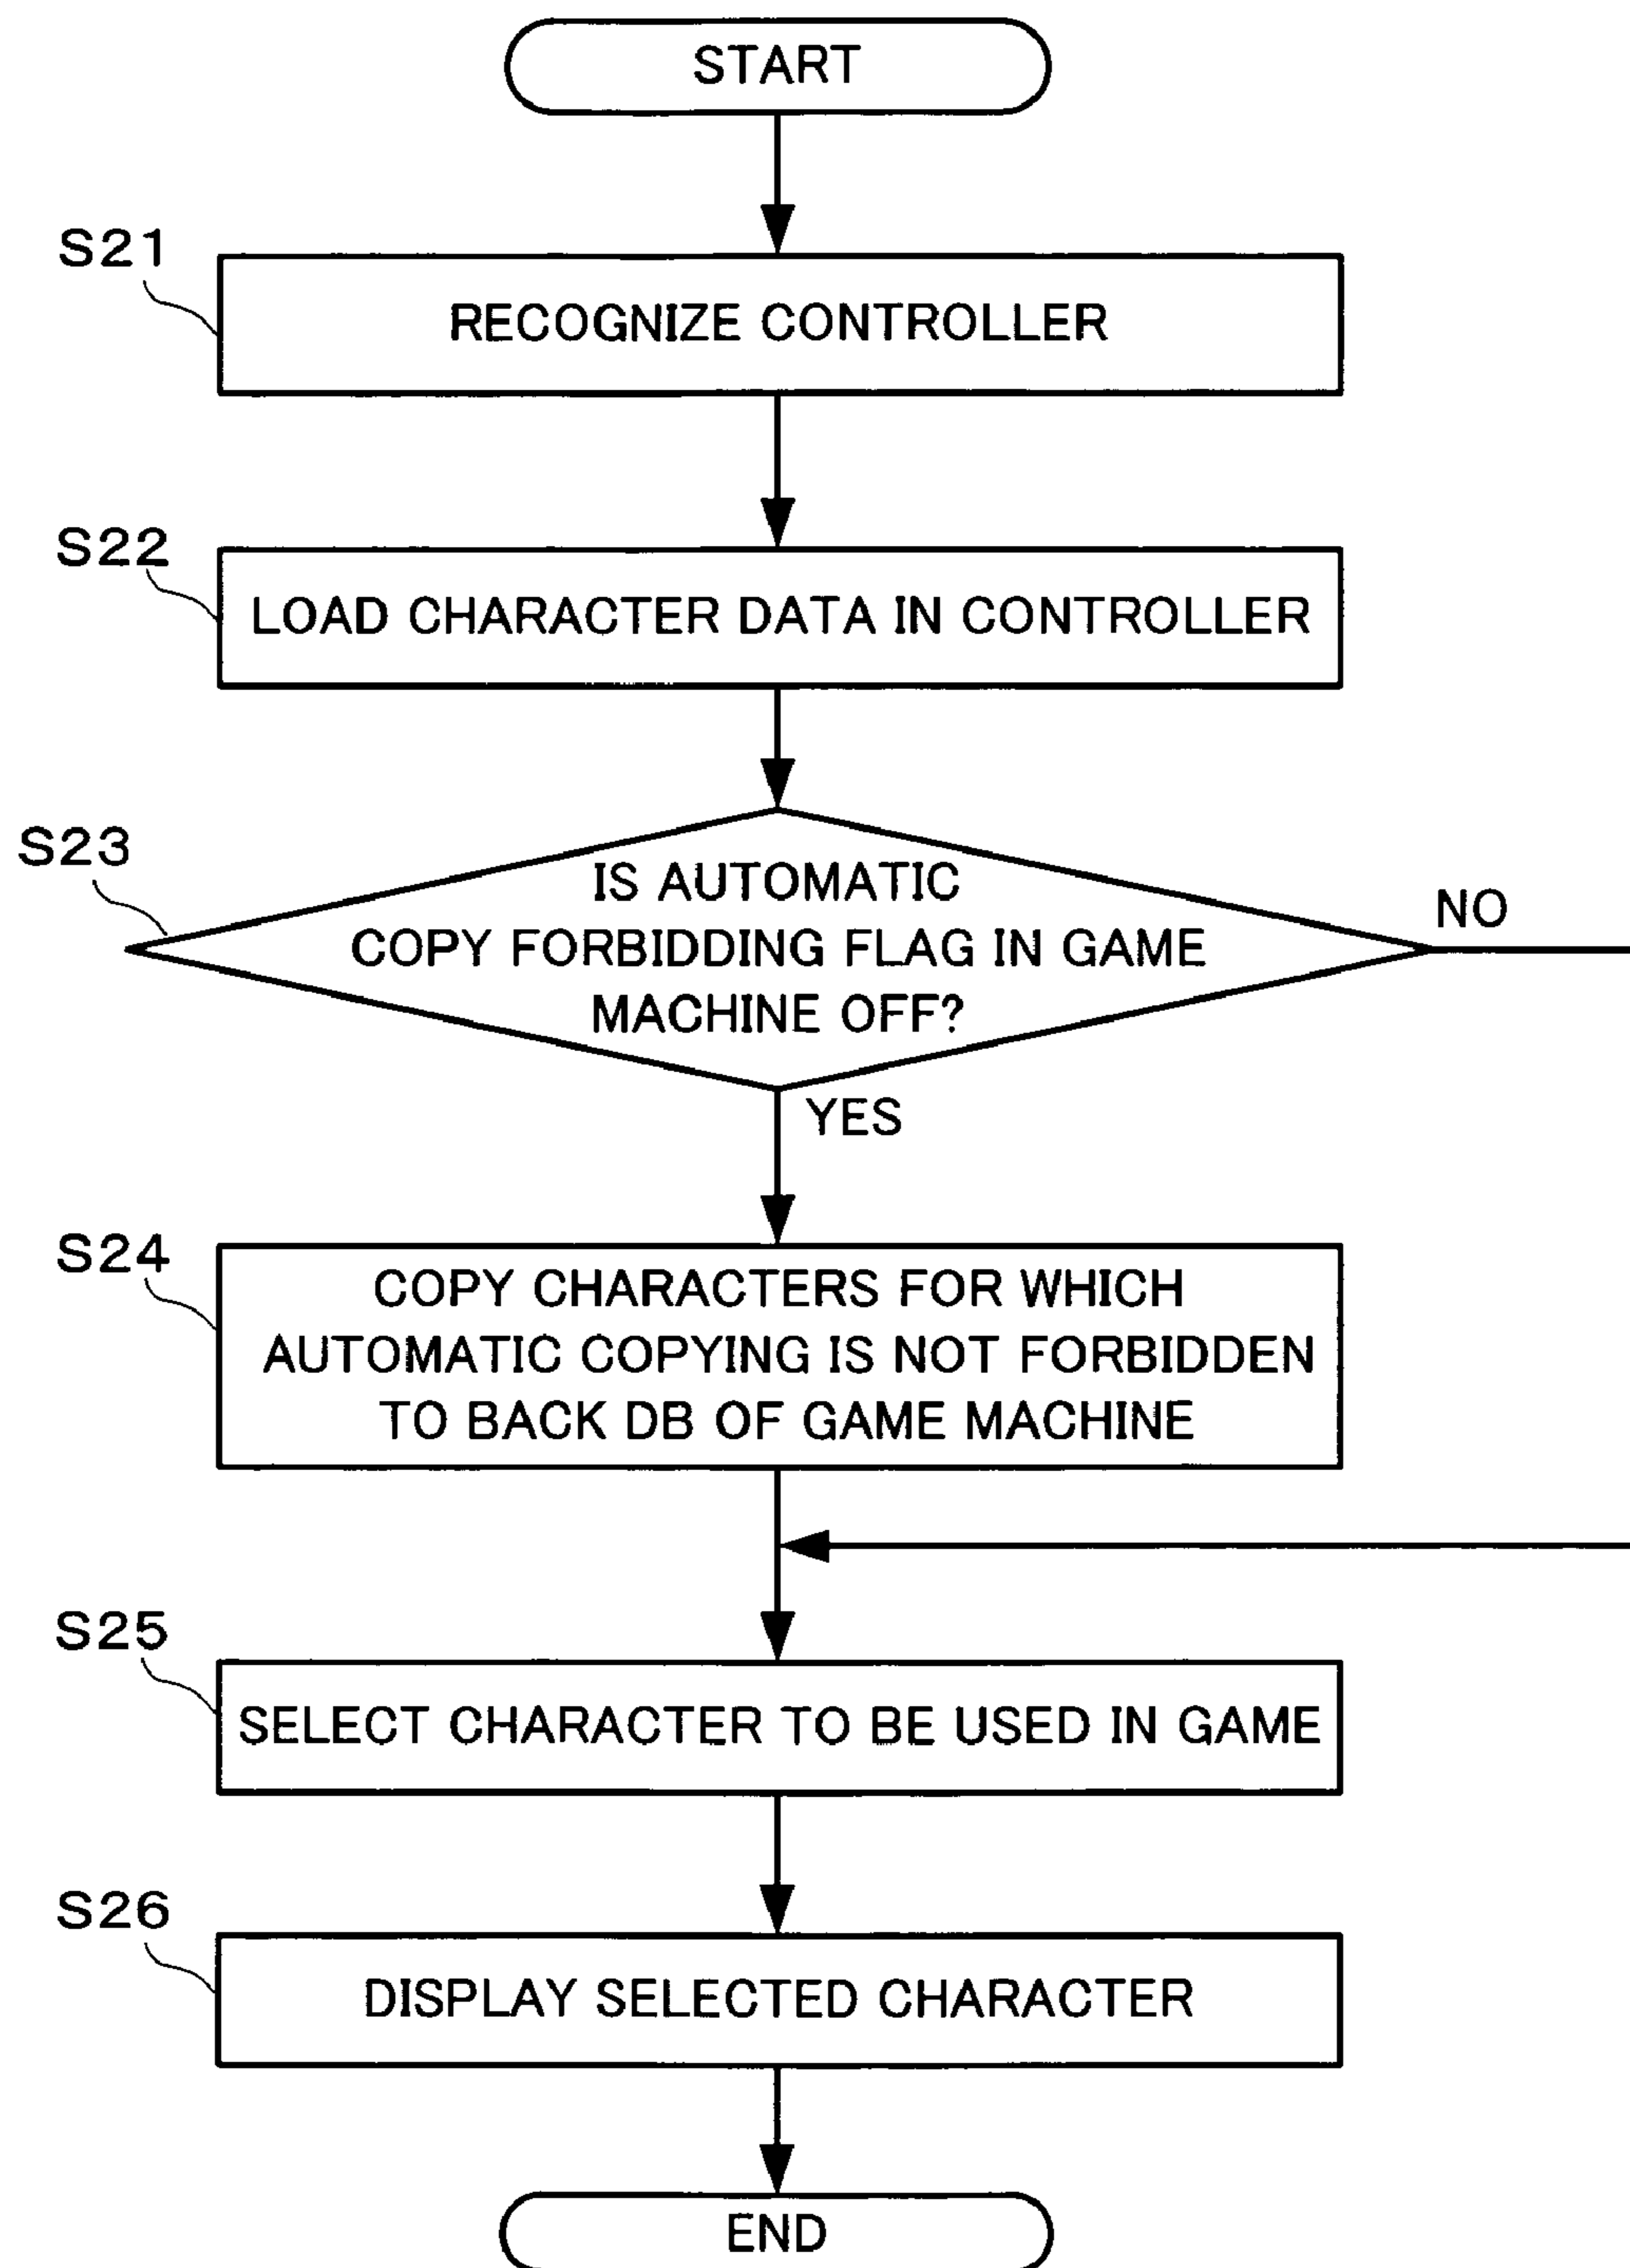 START
S21
RECOGNIZE CONTROLLER
S22
LOAD CHARACTER DATA IN CONTROLLER
S23
IS AUTOMATIC
COPY FORBIDDING FLAG IN GAME
MACHINE OFF?
NO
YES
S24
COPY CHARACTERS FOR WHICH
AUTOMATIC COPYING IS NOT FORBIDDEN
TO BACK DB OF GAME MACHINE
S25
SELECT CHARACTER TO BE USED IN GAME
S26
DISPLAY SELECTED CHARACTER
END